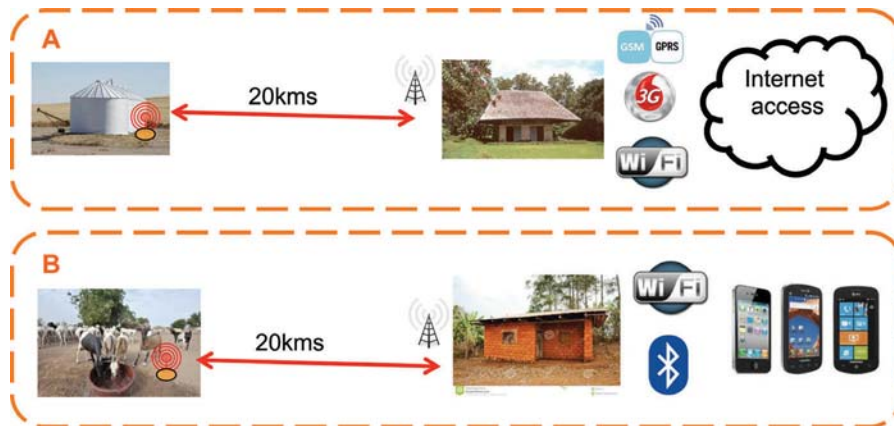 A
20kms
GSM GPRS
3G
Wi Fi
Internet
access
B
20kms
Wi Fi